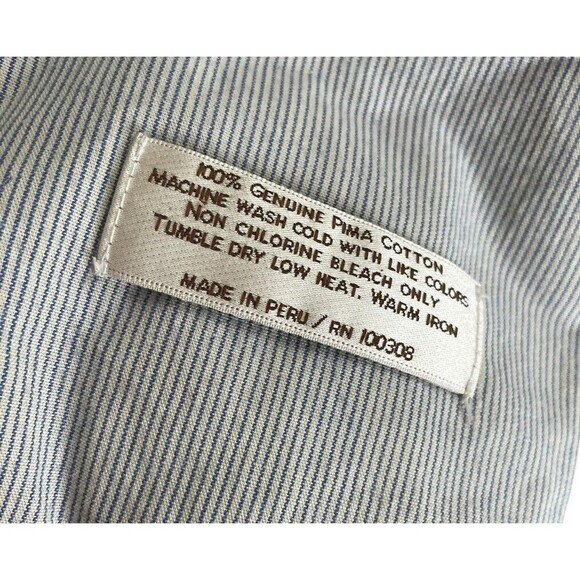 100% GENUINE PIMA COTTON
MACHINE WASH COLD WITH LIKE COLORS
NON CHLORINE BLEACH ONLY
TUMBLE DRY LOW HEAT. WARM IRON
MADE IN PERU / RN 100308